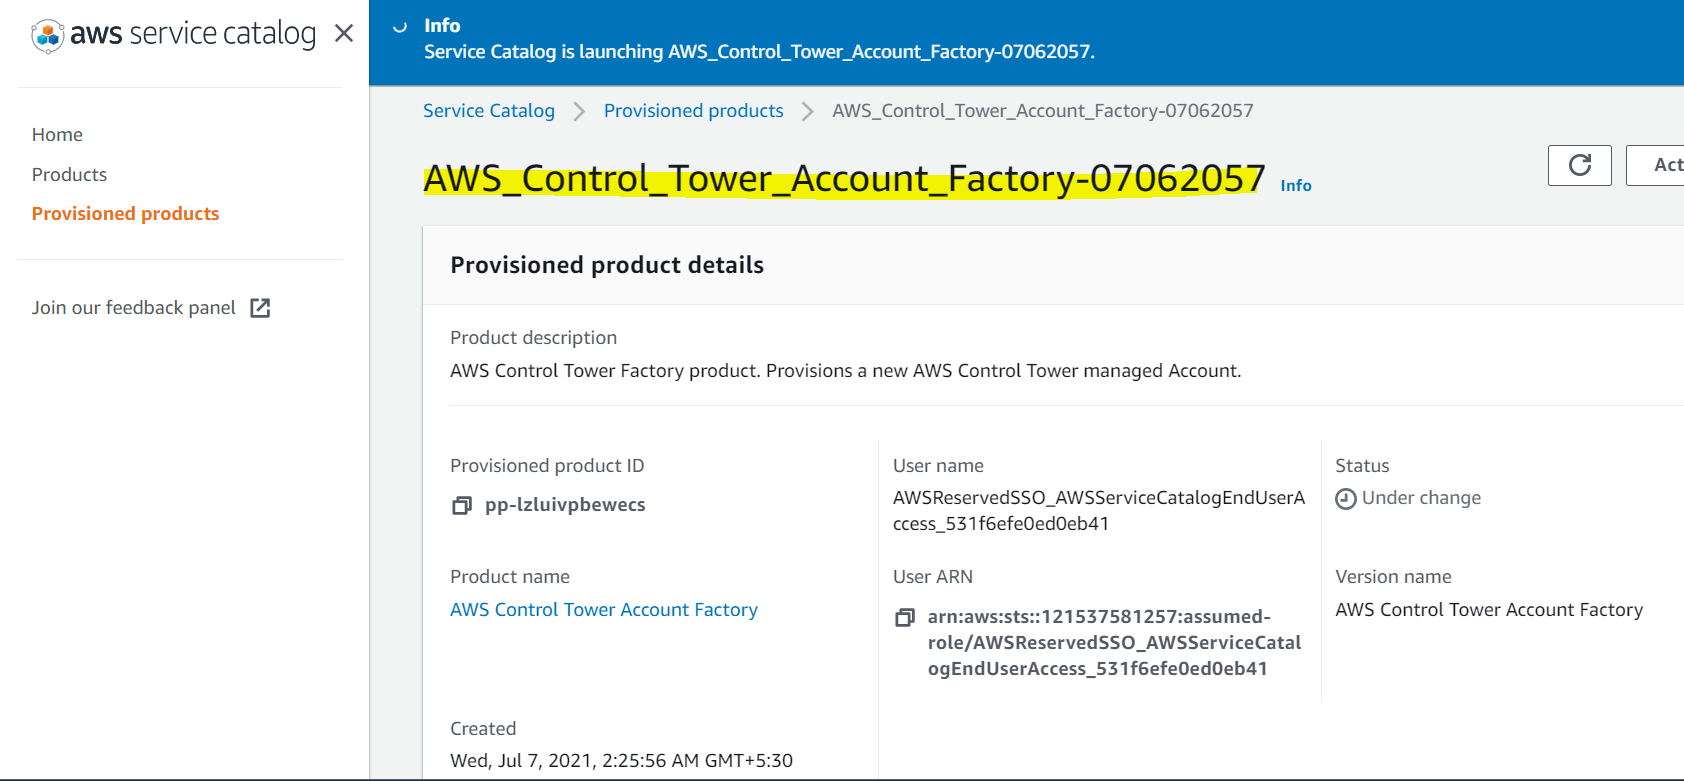 aws service catalog
Home
Products
Provisioned products
Join our feedback panel
Info
Service Catalog is launching AWS_Control_Tower_Account_Factory-07062057.
Service Catalog > Provisioned products > AWS_Control_Tower_Account_Factory-07062057
AWS_Control_Tower_Account_Factory-07062057 Info
Act
Provisioned product details
Product description
AWS Control Tower Factory product. Provisions a new AWS Control Tower managed Account.
Provisioned product ID
pp-lzluivpbewecs
User name
AWSReservedSSO_AWSServiceCatalogEndUserA
ccess_531f6efe0ed0eb41
Status
Under change
Product name
AWS Control Tower Account Factory
User ARN
arn:aws:sts::121537581257:assumed-
role/AWSReservedSSO_AWSServiceCatal
ogEndUserAccess_531f6efe0ed0eb41
Version name
AWS Control Tower Account Factory
Created
Wed, Jul 7, 2021, 2:25:56 AM GMT+5:30